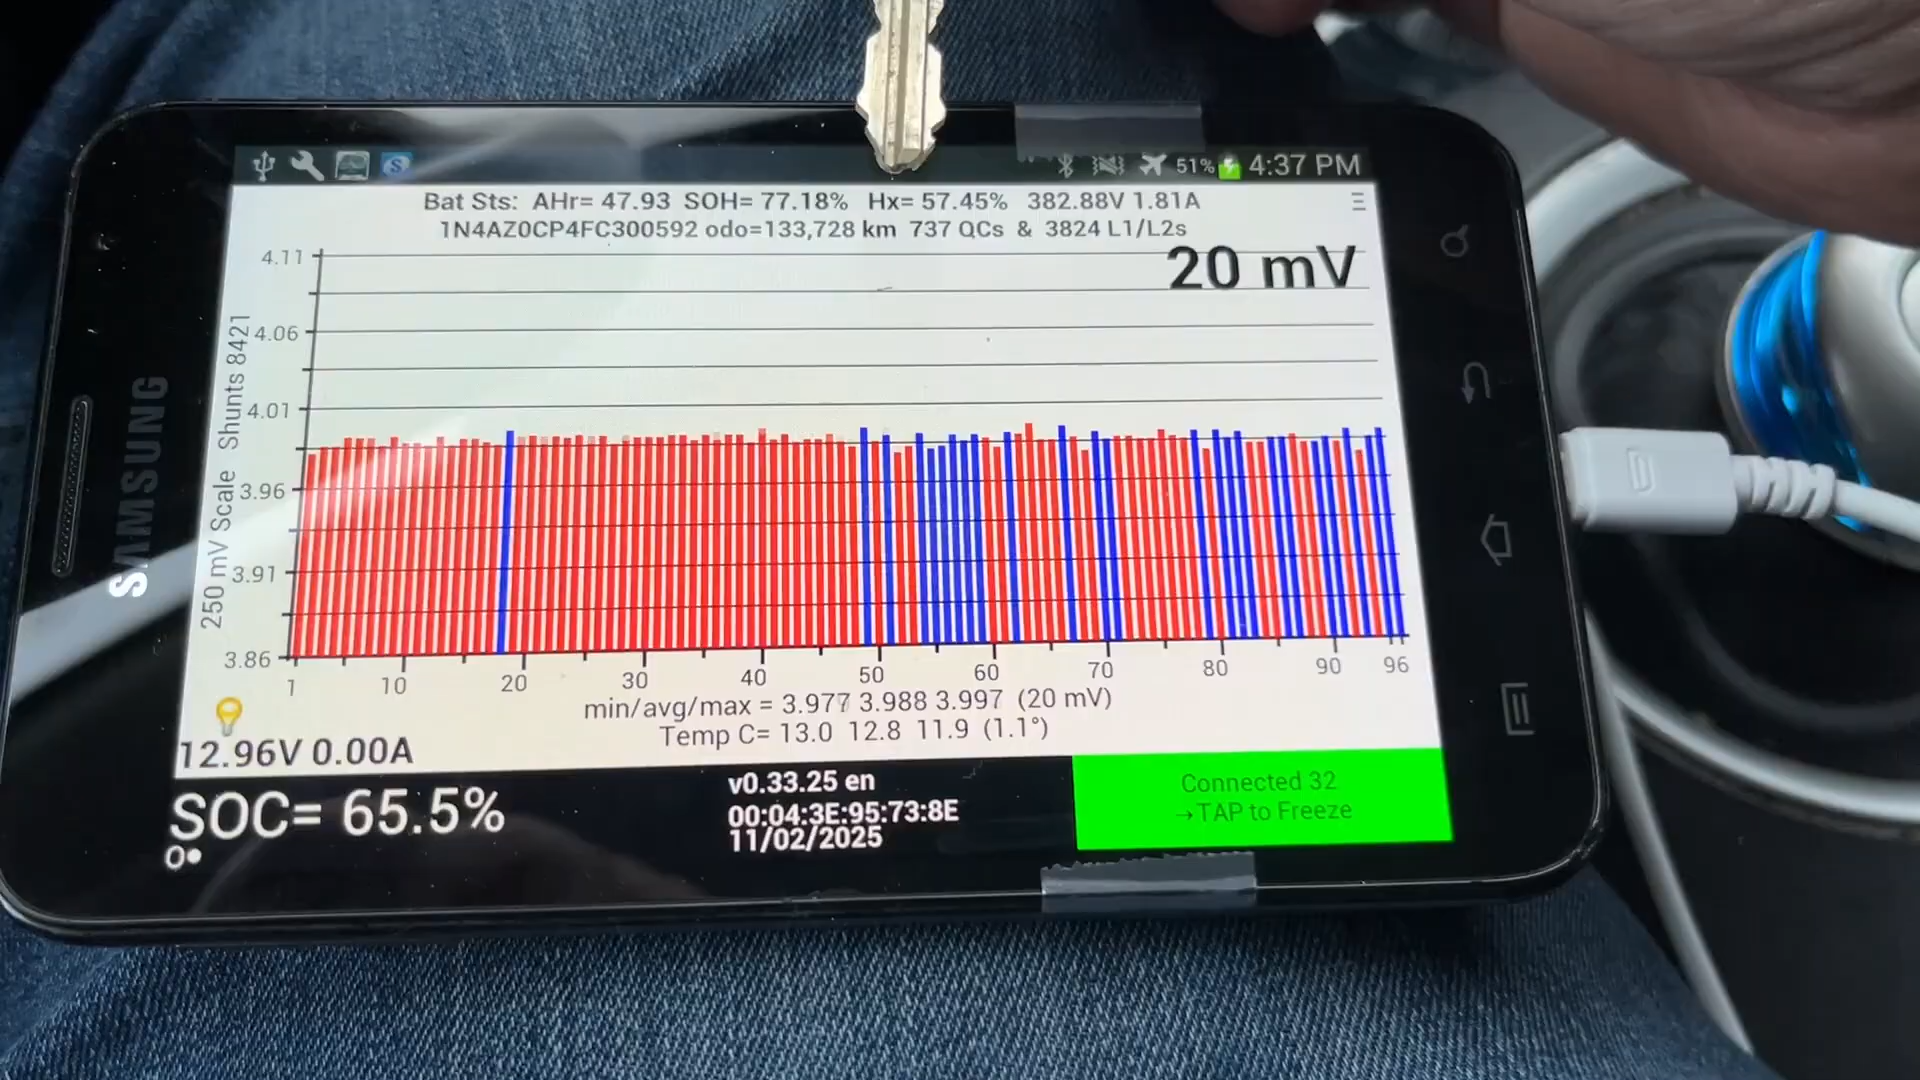 SAMSUNG
51% 4:37 PM
Bat Sts: AHr= 47.93 SOH= 77.18% Hx= 57.45% 382.88V 1.81A
1N4AZ0CP4FC300592 odo=133,728 km 737 QCs & 3824 L1/L2s
20 mV
250 mV Scale Shunts 8421
4.11
4.06
4.01
3.96
3.91
3.86
1 10 20 30 40 50 60 70 80 90 96
min/avg/max = 3.977 3.988 3.997 (20 mV)
Temp C= 13.0 12.8 11.9 (1.1°)
12.96V 0.00A
SOC= 65.5%
v0.33.25 en
00:04:3E:95:73:8E
11/02/2025
Connected 32
→TAP to Freeze